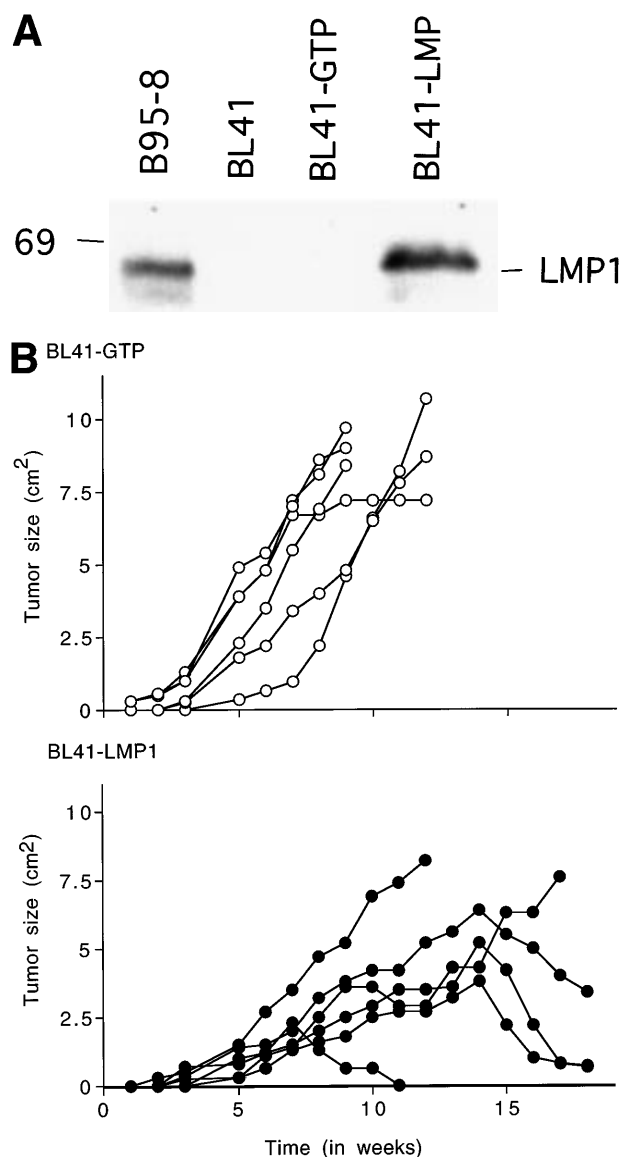 A
B95-8
BL41
BL41-GTP
BL41-LMP
69
LMP1
B
BL41-GTP
Tumor size (cm2)
10
7.5
5
2.5
0
BL41-LMP1
Tumor size (cm2)
10
7.5
5
2.5
0
0
5
10
15
Time (in weeks)